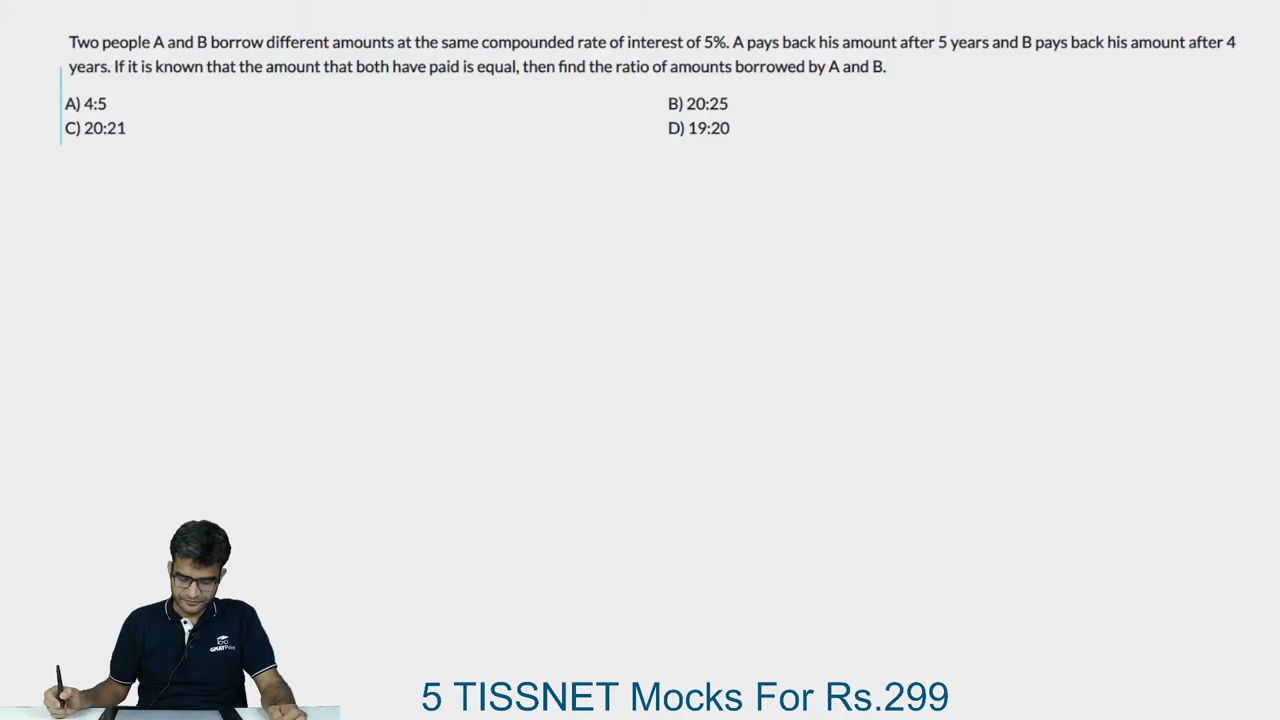 Two people A and B borrow different amounts at the same compounded rate of interest of 5%. A pays back his amount after 5 years and B pays back his amount after 4
years. If it is known that the amount that both have paid is equal, then find the ratio of amounts borrowed by A and B.
A) 4:5
B) 20:25
C) 20:21
D) 19:20
GMATPoint
5 TISSNET Mocks For Rs.299